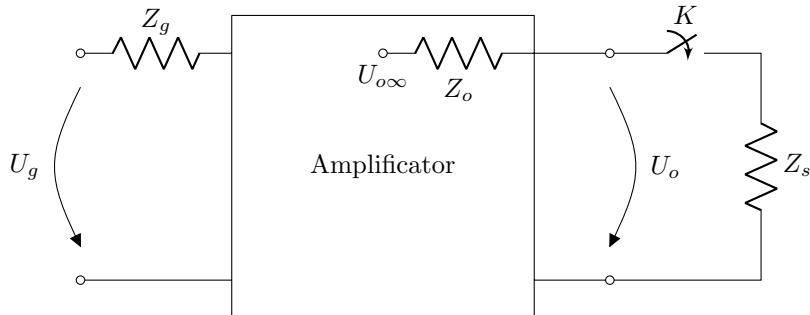 Z_g
K
U_{o∞}
Z_o
U_g
Amplificator
U_o
Z_s